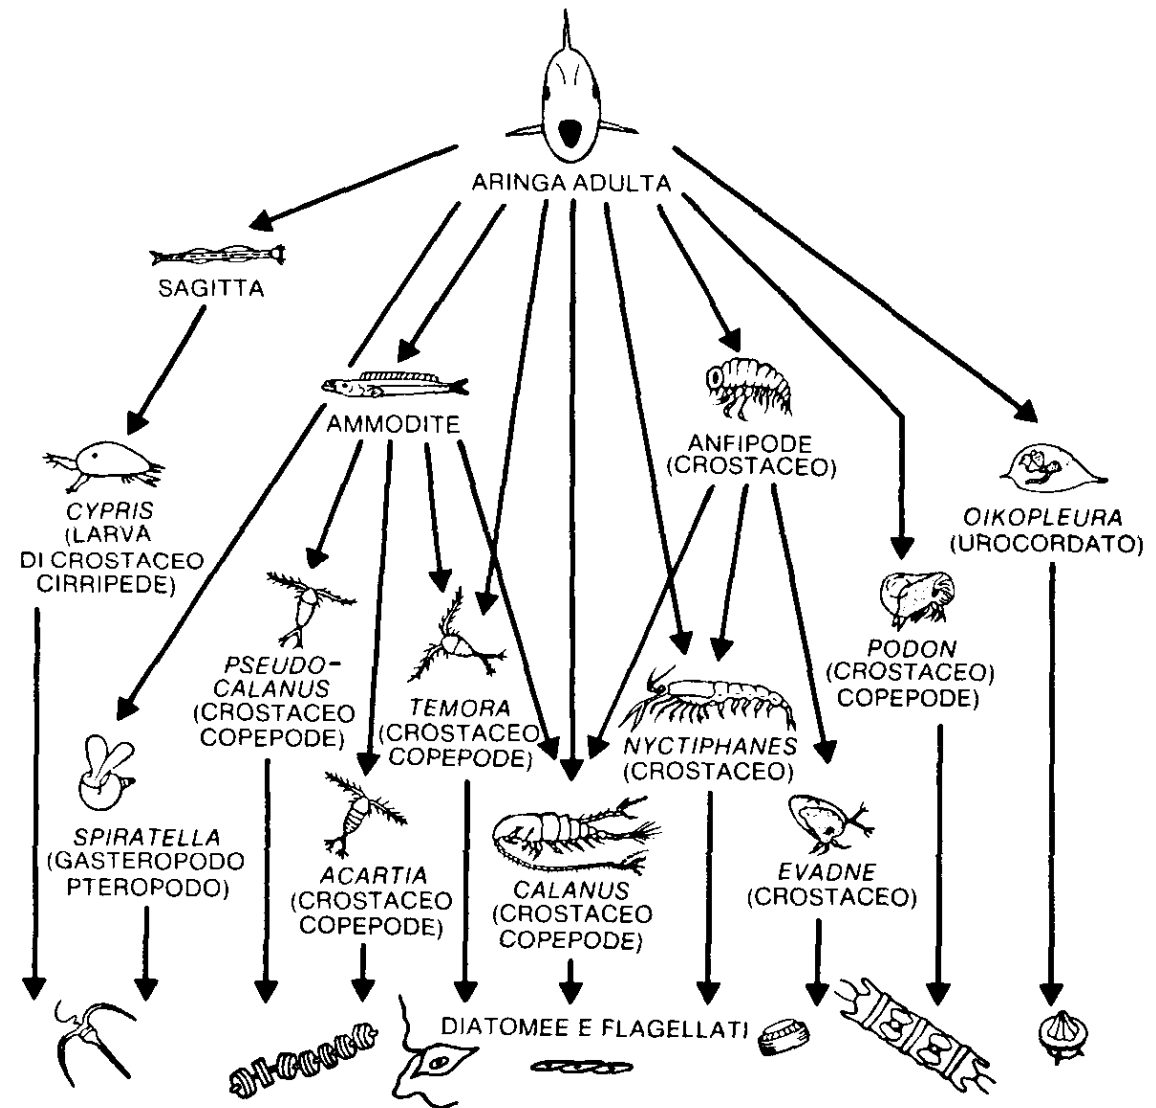 ARINGA ADULTA
SAGITTA
AMMODITE
ANFIPODE
(CROSTACEO)
CYPRIS
(LARVA
DI CROSTACEO
CIRRIPEDE)
OIKOPLEURA
(UROCORDATO)
PSEUDO-
CALANUS
(CROSTACEO
COPEPODE)
TEMORA
(CROSTACEO
COPEPODE)
PODON
(CROSTACEO)
COPEPODE)
NYCTIPHANES
(CROSTACEO)
SPIRATELLA
(GASTEROPODO
PTEROPODO)
ACARTIA
(CROSTACEO
COPEPODE)
CALANUS
(CROSTACEO
COPEPODE)
EVADNE
(CROSTACEO)
DIATOMEE E FLAGELLATI